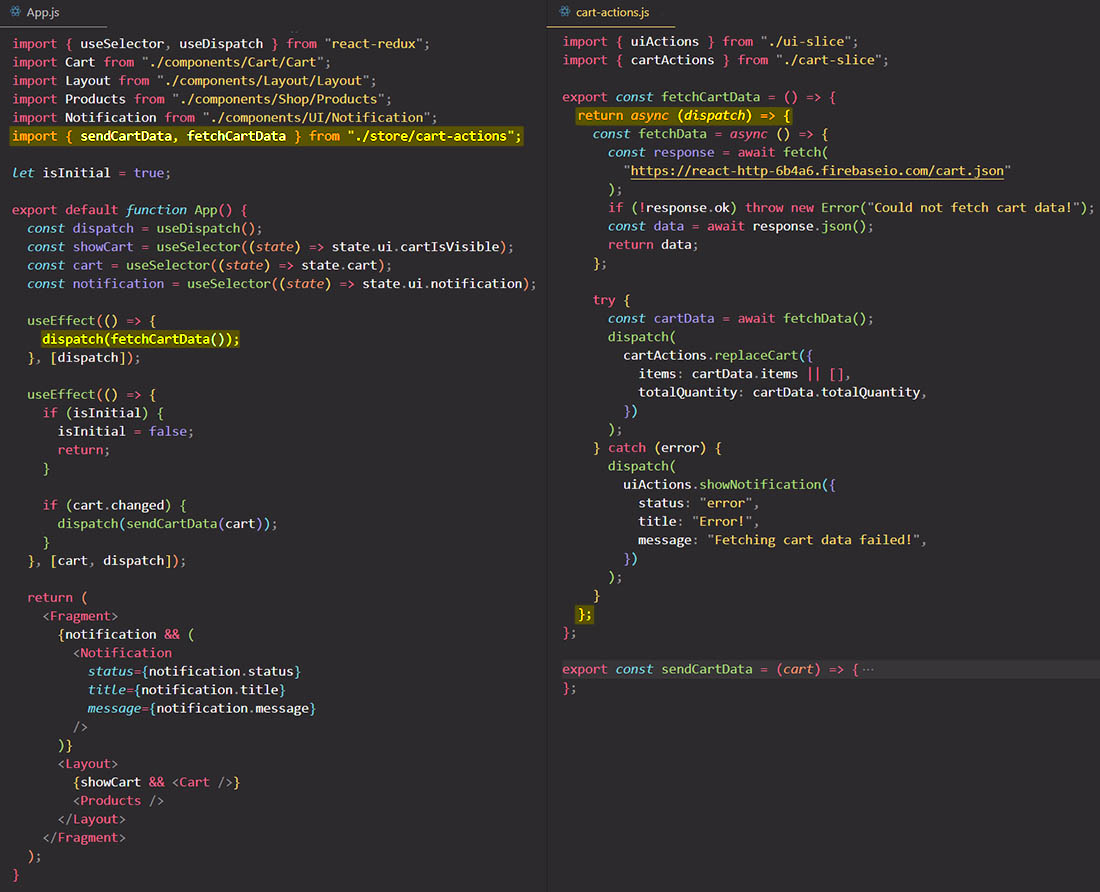 App.js
import { useSelector, useDispatch } from "react-redux";
import Cart from "./components/Cart/Cart";
import Layout from "./components/Layout/Layout";
import Products from "./components/Shop/Products";
import Notification from "./components/UI/Notification";
import { sendCartData, fetchCartData } from "./store/cart-actions";
let isInitial = true;
export default function App() {
  const dispatch = useDispatch();
  const showCart = useSelector((state) => state.ui.cartIsVisible);
  const cart = useSelector((state) => state.cart);
  const notification = useSelector((state) => state.ui.notification);
  useEffect(() => {
    dispatch(fetchCartData());
  }, [dispatch]);
  useEffect(() => {
    if (isInitial) {
      isInitial = false;
      return;
    }
    if (cart.changed) {
      dispatch(sendCartData(cart));
    }
  }, [cart, dispatch]);
  return (
    <Fragment>
      {notification && (
        <Notification
          status={notification.status}
          title={notification.title}
          message={notification.message}
        />
      )}
      <Layout>
        {showCart && <Cart />}
        <Products />
      </Layout>
    </Fragment>
  );
}
cart-actions.js
import { uiActions } from "./ui-slice";
import { cartActions } from "./cart-slice";
export const fetchCartData = () => {
  return async (dispatch) => {
    const fetchData = async () => {
      const response = await fetch(
        "https://react-http-6b4a6.firebaseio.com/cart.json"
      );
      if (!response.ok) throw new Error("Could not fetch cart data!");
      const data = await response.json();
      return data;
    };
    try {
      const cartData = await fetchData();
      dispatch(
        cartActions.replaceCart({
          items: cartData.items || [],
          totalQuantity: cartData.totalQuantity,
        })
      );
    } catch (error) {
      dispatch(
        uiActions.showNotification({
          status: "error",
          title: "Error!",
          message: "Fetching cart data failed!",
        })
      );
    }
  };
};
export const sendCartData = (cart) => {…
};